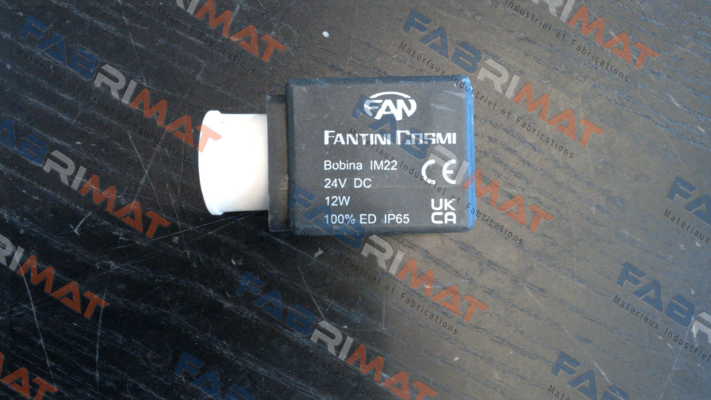 FAN
FANTINI COSMI
Bobina IM22
24V DC
12W
100% ED IP65
CE
UK
CA
FABRIMAT
Materiaux Industriel et Fabrications